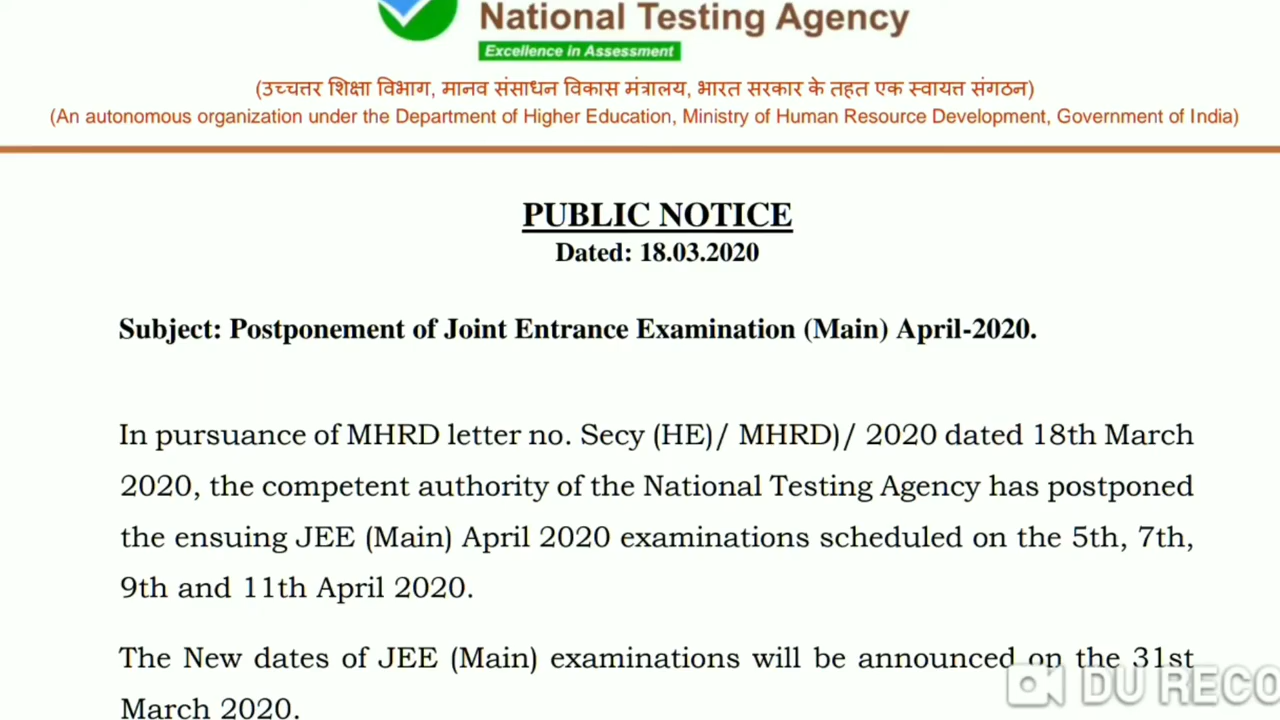 National Testing Agency
Excellence in Assessment
(उच्चत्तर शिक्षा विभाग, मानव संसाधन विकास मंत्रालय, भारत सरकार के तहत एक स्वायत्त संगठन)
(An autonomous organization under the Department of Higher Education, Ministry of Human Resource Development, Government of India)
PUBLIC NOTICE
Dated: 18.03.2020
Subject: Postponement of Joint Entrance Examination (Main) April-2020.
In pursuance of MHRD letter no. Secy (HE)/ MHRD)/ 2020 dated 18th March
2020, the competent authority of the National Testing Agency has postponed
the ensuing JEE (Main) April 2020 examinations scheduled on the 5th, 7th,
9th and 11th April 2020.
The New dates of JEE (Main) examinations will be announced on the 31st
March 2020.
DU RECO